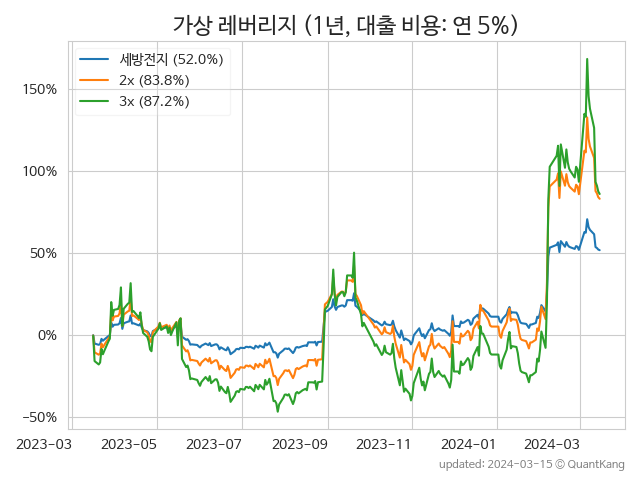 가상 레버리지 (1년, 대출 비용: 연 5%)
세방전지 (52.0%)
2x (83.8%)
3x (87.2%)
150%
100%
50%
0%
−50%
2023-03 2023-05 2023-07 2023-09 2023-11 2024-01 2024-03
updated: 2024-03-15 © QuantKang